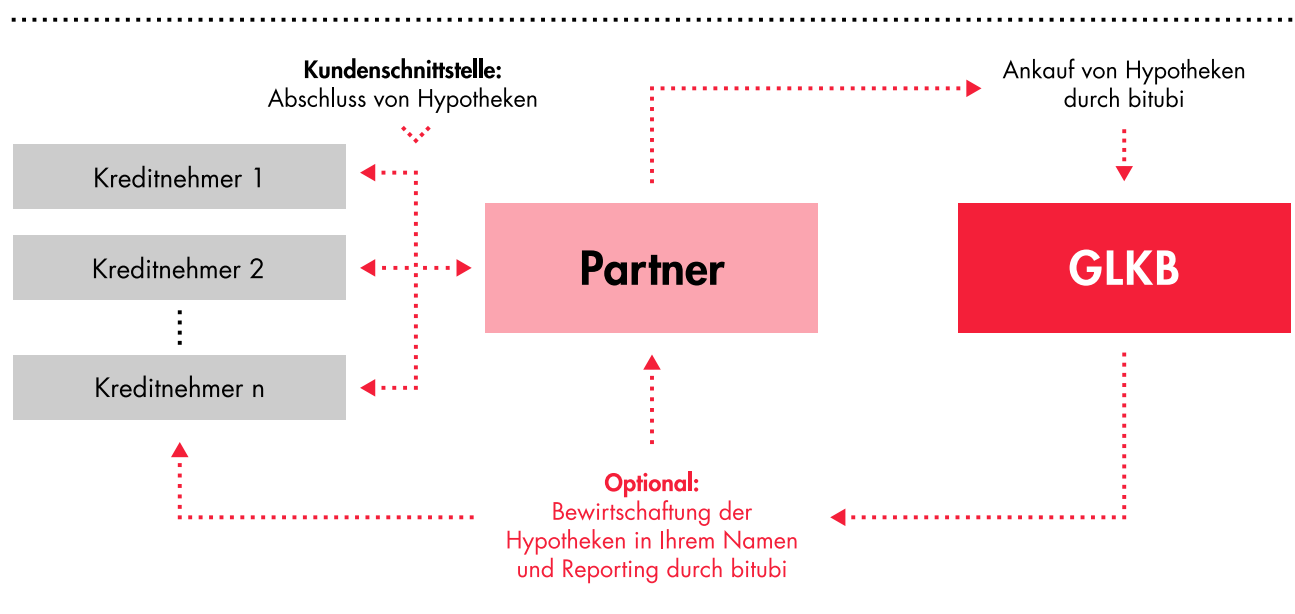 Kundenschnittstelle:
Abschluss von Hypotheken
Ankauf von Hypotheken
durch bitubi
Kreditnehmer 1
Kreditnehmer 2
Kreditnehmer n
Partner
GLKB
Optional:
Bewirtschaftung der
Hypotheken in Ihrem Namen
und Reporting durch bitubi